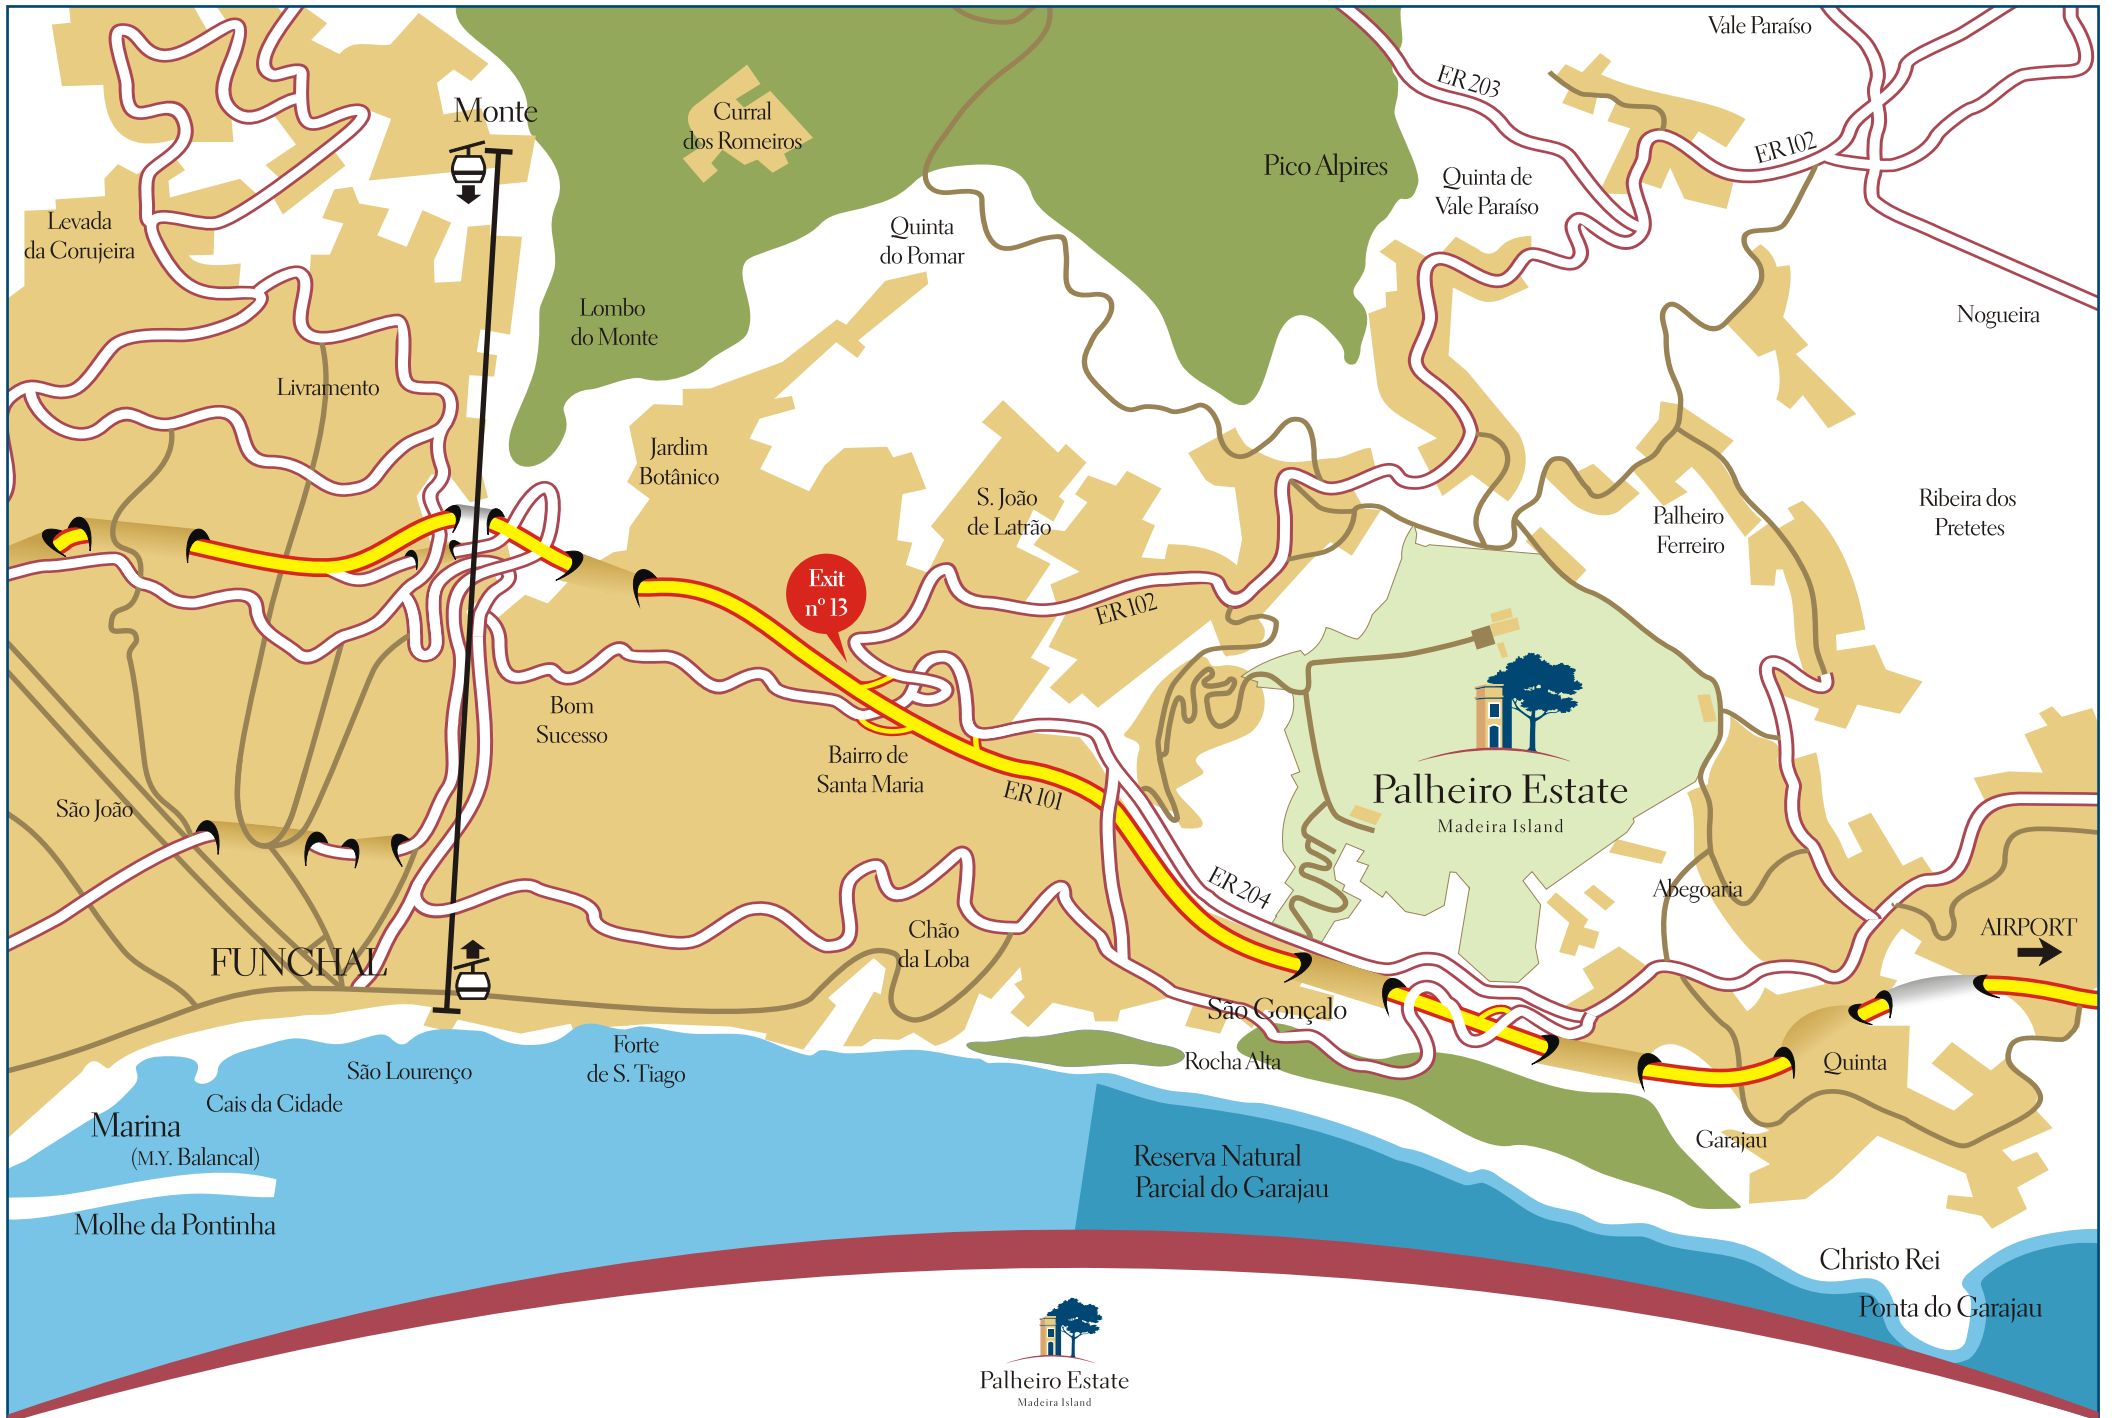 Vale Paraíso
ER 203
Monte
Curral
dos Romeiros
ER 102
Pico Alpires
Quinta de
Vale Paraíso
Levada
da Corujeira
Quinta
do Pomar
Lombo
do Monte
Nogueira
Livramento
Jardim
Botânico
S. João
de Latrão
Ribeira dos
Pretetes
Palheiro
Ferreiro
Exit
nº 13
ER 102
Bom
Sucesso
Bairro de
Santa Maria
ER 101
Palheiro Estate
Madeira Island
São João
ER 204
Abegoaria
Chão
da Loba
AIRPORT
FUNCHAL
São Gonçalo
Forte
de S. Tiago
São Lourenço
Rocha Alta
Quinta
Cais da Cidade
Marina
(M.Y. Balancal)
Garajau
Reserva Natural
Parcial do Garajau
Molhe da Pontinha
Christo Rei
Ponta do Garajau
Palheiro Estate
Madeira Island